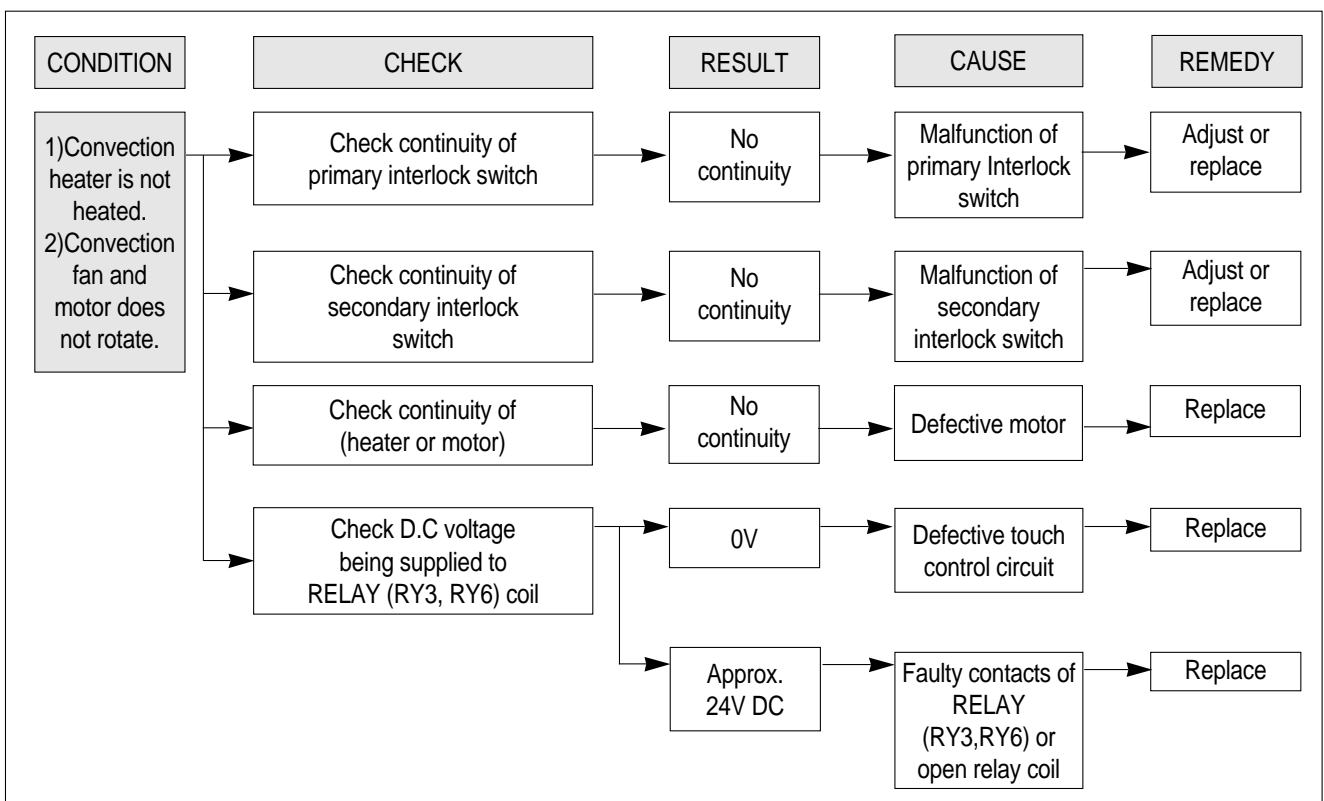 CONDITION
CHECK
RESULT
CAUSE
REMEDY
1)Convection
heater is not
heated.
2)Convection
fan and
motor does
not rotate.
Check continuity of
primary interlock switch
No
continuity
Malfunction of
primary Interlock
switch
Adjust or
replace
Check continuity of
secondary interlock
switch
No
continuity
Malfunction of
secondary
interlock switch
Adjust or
replace
Check continuity of
(heater or motor)
No
continuity
Defective motor
Replace
Check D.C voltage
being supplied to
RELAY (RY3, RY6) coil
0V
Defective touch
control circuit
Replace
Approx.
24V DC
Faulty contacts of
RELAY
(RY3,RY6) or
open relay coil
Replace